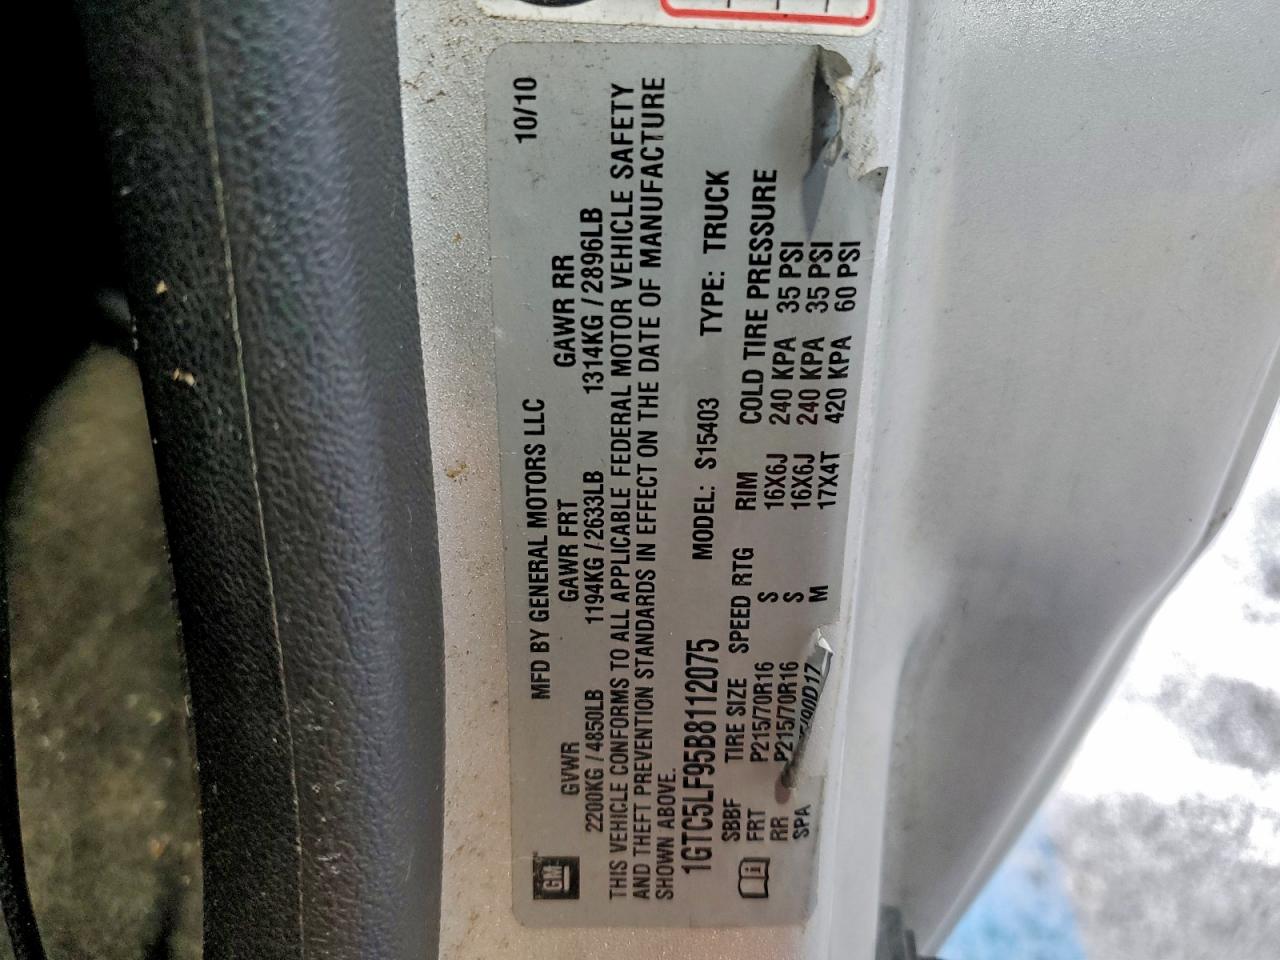 GM
MFD BY GENERAL MOTORS LLC 10/10
GVWR GAWR FRT GAWR RR
2200KG / 4850LB 1194KG / 2633LB 1314KG / 2896LB
THIS VEHICLE CONFORMS TO ALL APPLICABLE FEDERAL MOTOR VEHICLE SAFETY
AND THEFT PREVENTION STANDARDS IN EFFECT ON THE DATE OF MANUFACTURE
SHOWN ABOVE.
1GTC5LF95B8112075 MODEL: S15403 TYPE: TRUCK
SBBF TIRE SIZE SPEED RTG RIM COLD TIRE PRESSURE
FRT P215/70R16 S 16X6J 240 KPA 35 PSI
RR P215/70R16 S 16X6J 240 KPA 35 PSI
SPA /90D17 M 17X4T 420 KPA 60 PSI